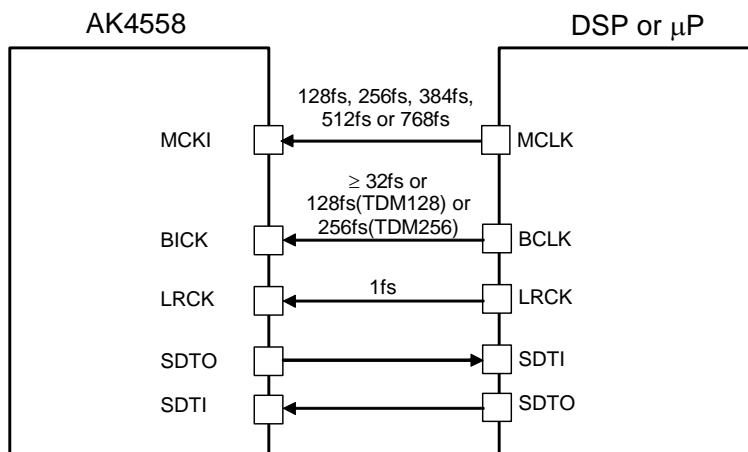 AK4558
DSP or μP
128fs, 256fs, 384fs,
512fs or 768fs
MCKI
MCLK
≥ 32fs or
128fs(TDM128) or
256fs(TDM256)
BICK
BCLK
1fs
LRCK
LRCK
SDTO
SDTI
SDTI
SDTO